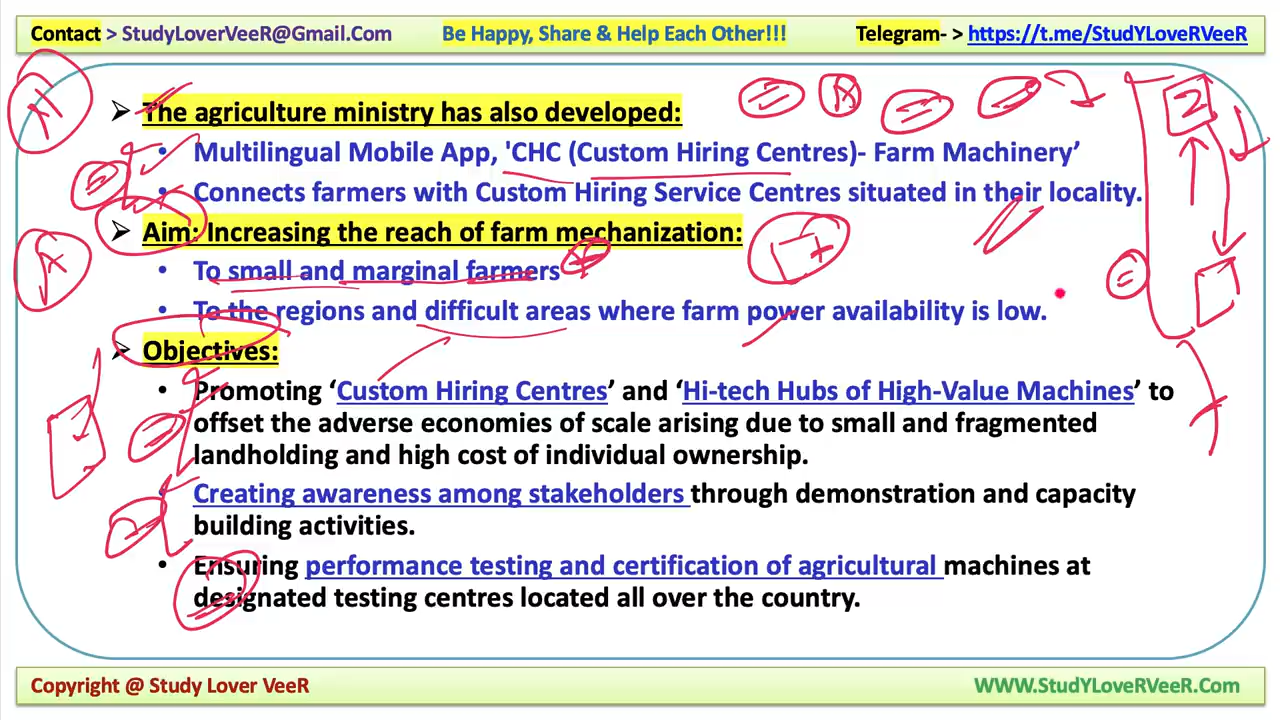 Contact > StudyLoverVeeR@Gmail.Com Be Happy, Share & Help Each Other!!! Telegram- > https://t.me/StudYLoveRVeeR
➢ The agriculture ministry has also developed:
• Multilingual Mobile App, 'CHC (Custom Hiring Centres)- Farm Machinery’
• Connects farmers with Custom Hiring Service Centres situated in their locality.
➢ Aim: Increasing the reach of farm mechanization:
• To small and marginal farmers
• To the regions and difficult areas where farm power availability is low.
➢ Objectives:
• Promoting ‘Custom Hiring Centres’ and ‘Hi-tech Hubs of High-Value Machines’ to
offset the adverse economies of scale arising due to small and fragmented
landholding and high cost of individual ownership.
• Creating awareness among stakeholders through demonstration and capacity
building activities.
• Ensuring performance testing and certification of agricultural machines at
designated testing centres located all over the country.
Copyright @ Study Lover VeeR WWW.StudYLoveRVeeR.Com